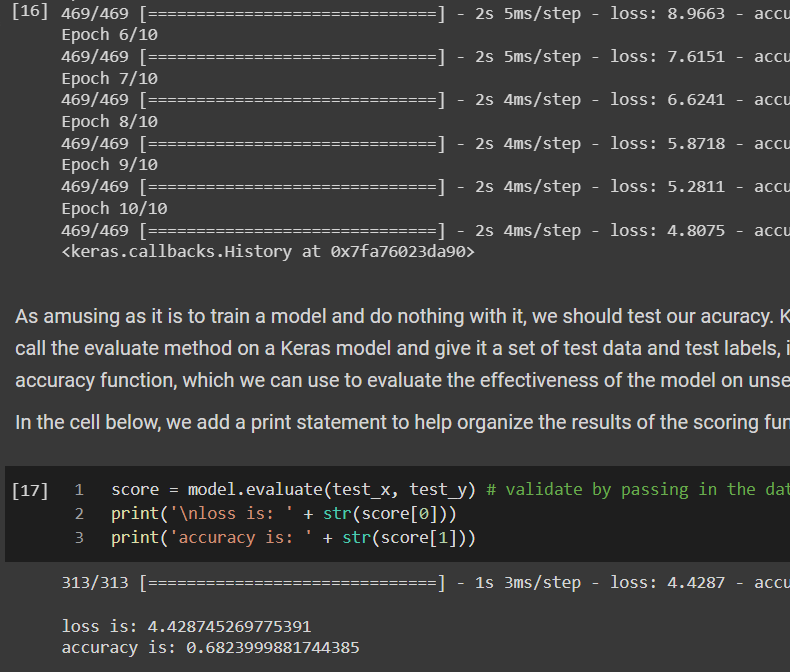 [16] 469/469 [==============================] - 2s 5ms/step - loss: 8.9663 - accu
Epoch 6/10
469/469 [==============================] - 2s 5ms/step - loss: 7.6151 - accu
Epoch 7/10
469/469 [==============================] - 2s 4ms/step - loss: 6.6241 - accu
Epoch 8/10
469/469 [==============================] - 2s 4ms/step - loss: 5.8718 - accu
Epoch 9/10
469/469 [==============================] - 2s 4ms/step - loss: 5.2811 - accu
Epoch 10/10
469/469 [==============================] - 2s 4ms/step - loss: 4.8075 - accu
<keras.callbacks.History at 0x7fa76023da90>
As amusing as it is to train a model and do nothing with it, we should test our acuracy. K
call the evaluate method on a Keras model and give it a set of test data and test labels, i
accuracy function, which we can use to evaluate the effectiveness of the model on unse
In the cell below, we add a print statement to help organize the results of the scoring fun
[17] 1 score = model.evaluate(test_x, test_y) # validate by passing in the dat
2 print('\nloss is: ' + str(score[0]))
3 print('accuracy is: ' + str(score[1]))
313/313 [==============================] - 1s 3ms/step - loss: 4.4287 - accu
loss is: 4.428745269775391
accuracy is: 0.6823999881744385